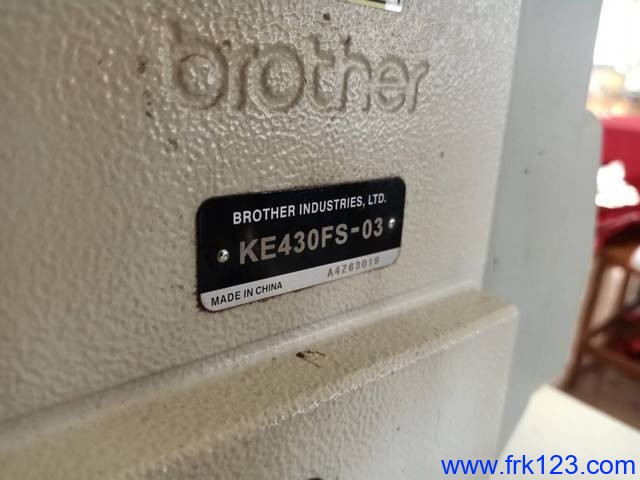 brother
BROTHER INDUSTRIES, LTD.
KE430FS-03
A4Z63019
MADE IN CHINA
www.frk123.com